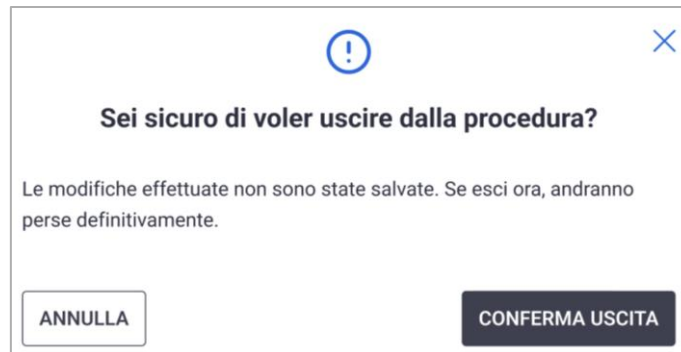 Sei sicuro di voler uscire dalla procedura?
Le modifiche effettuate non sono state salvate. Se esci ora, andranno
perse definitivamente.
ANNULLA
CONFERMA USCITA